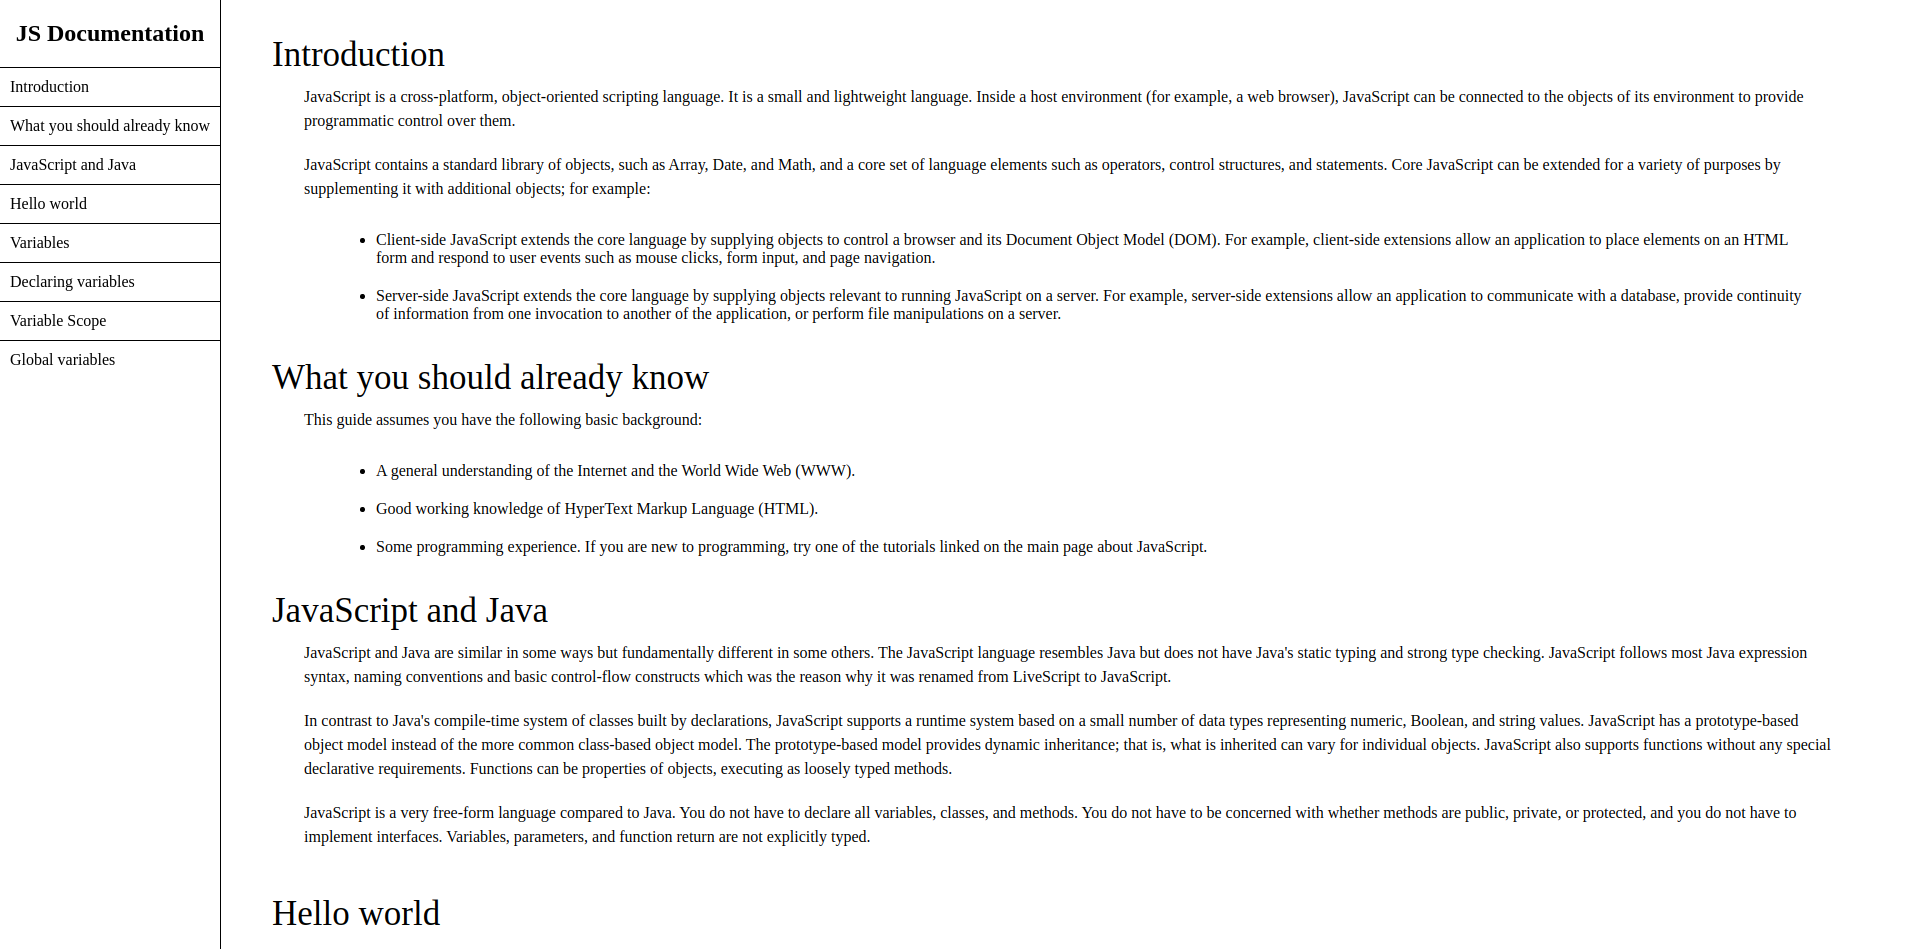 JS Documentation
Introduction
What you should already know
JavaScript and Java
Hello world
Variables
Declaring variables
Variable Scope
Global variables
Introduction
JavaScript is a cross-platform, object-oriented scripting language. It is a small and lightweight language. Inside a host environment (for example, a web browser), JavaScript can be connected to the objects of its environment to provide
programmatic control over them.
JavaScript contains a standard library of objects, such as Array, Date, and Math, and a core set of language elements such as operators, control structures, and statements. Core JavaScript can be extended for a variety of purposes by
supplementing it with additional objects; for example:
• Client-side JavaScript extends the core language by supplying objects to control a browser and its Document Object Model (DOM). For example, client-side extensions allow an application to place elements on an HTML
form and respond to user events such as mouse clicks, form input, and page navigation.
• Server-side JavaScript extends the core language by supplying objects relevant to running JavaScript on a server. For example, server-side extensions allow an application to communicate with a database, provide continuity
of information from one invocation to another of the application, or perform file manipulations on a server.
What you should already know
This guide assumes you have the following basic background:
• A general understanding of the Internet and the World Wide Web (WWW).
• Good working knowledge of HyperText Markup Language (HTML).
• Some programming experience. If you are new to programming, try one of the tutorials linked on the main page about JavaScript.
JavaScript and Java
JavaScript and Java are similar in some ways but fundamentally different in some others. The JavaScript language resembles Java but does not have Java's static typing and strong type checking. JavaScript follows most Java expression
syntax, naming conventions and basic control-flow constructs which was the reason why it was renamed from LiveScript to JavaScript.
In contrast to Java's compile-time system of classes built by declarations, JavaScript supports a runtime system based on a small number of data types representing numeric, Boolean, and string values. JavaScript has a prototype-based
object model instead of the more common class-based object model. The prototype-based model provides dynamic inheritance; that is, what is inherited can vary for individual objects. JavaScript also supports functions without any special
declarative requirements. Functions can be properties of objects, executing as loosely typed methods.
JavaScript is a very free-form language compared to Java. You do not have to declare all variables, classes, and methods. You do not have to be concerned with whether methods are public, private, or protected, and you do not have to
implement interfaces. Variables, parameters, and function return are not explicitly typed.
Hello world